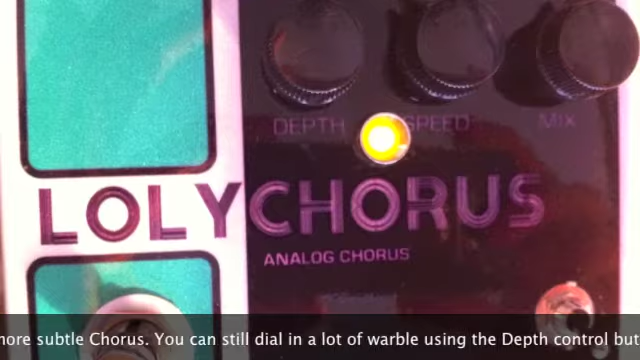 DEPTH SPEED MIX
LOLYCHORUS
ANALOG CHORUS
more subtle Chorus. You can still dial in a lot of warble using the Depth control but